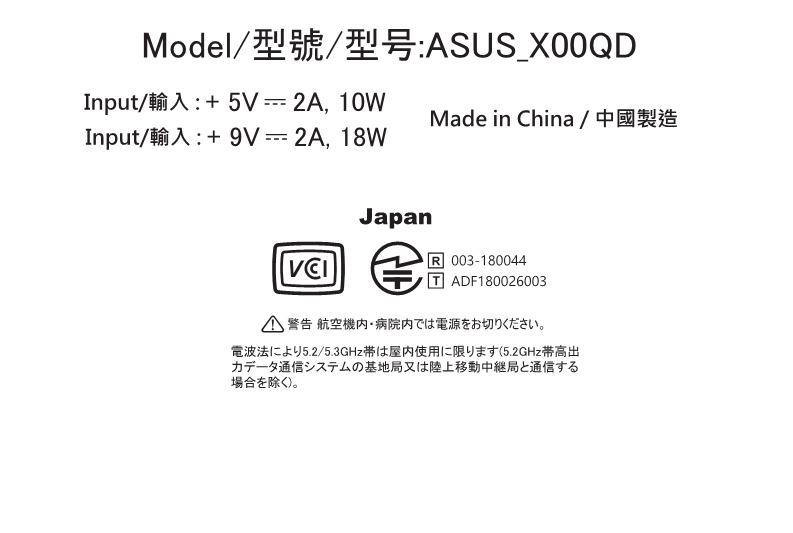 Model/型號/型号:ASUS_X00QD
Input/輸入 : + 5V ⎓ 2A, 10W
Input/輸入 : + 9V ⎓ 2A, 18W
Made in China / 中國製造
Japan
VCI
R 003-180044
T ADF180026003
警告 航空機内・病院内では電源をお切りください。
電波法により5.2/5.3GHz帯は屋内使用に限ります(5.2GHz帯高出
力データ通信システムの基地局又は陸上移動中継局と通信する
場合を除く)。